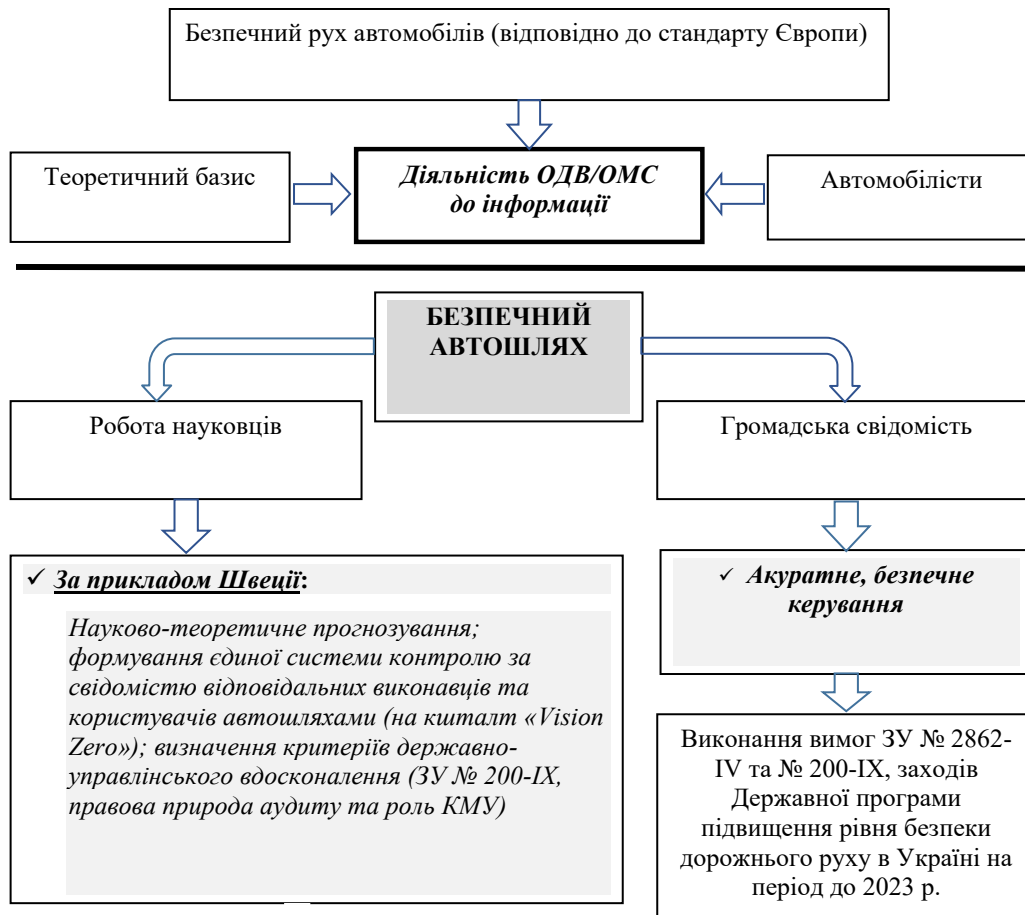 Безпечний рух автомобілів (відповідно до стандарту Європи)
Теоретичний базис
Діяльність ОДВ/ОМС
до інформації
Автомобілісти
БЕЗПЕЧНИЙ
АВТОШЛЯХ
Робота науковців
Громадська свідомість
✓ За прикладом Швеції:
Науково-теоретичне прогнозування;
формування єдиної системи контролю за
свідомістю відповідальних виконавців та
користувачів автошляхами (на кшталт «Vision
Zero»); визначення критеріїв державно-
управлінського вдосконалення (ЗУ № 200-ІХ,
правова природа аудиту та роль КМУ)
✓ Акуратне, безпечне
керування
Виконання вимог ЗУ № 2862-
IV та № 200-ІХ, заходів
Державної програми
підвищення рівня безпеки
дорожнього руху в Україні на
період до 2023 р.